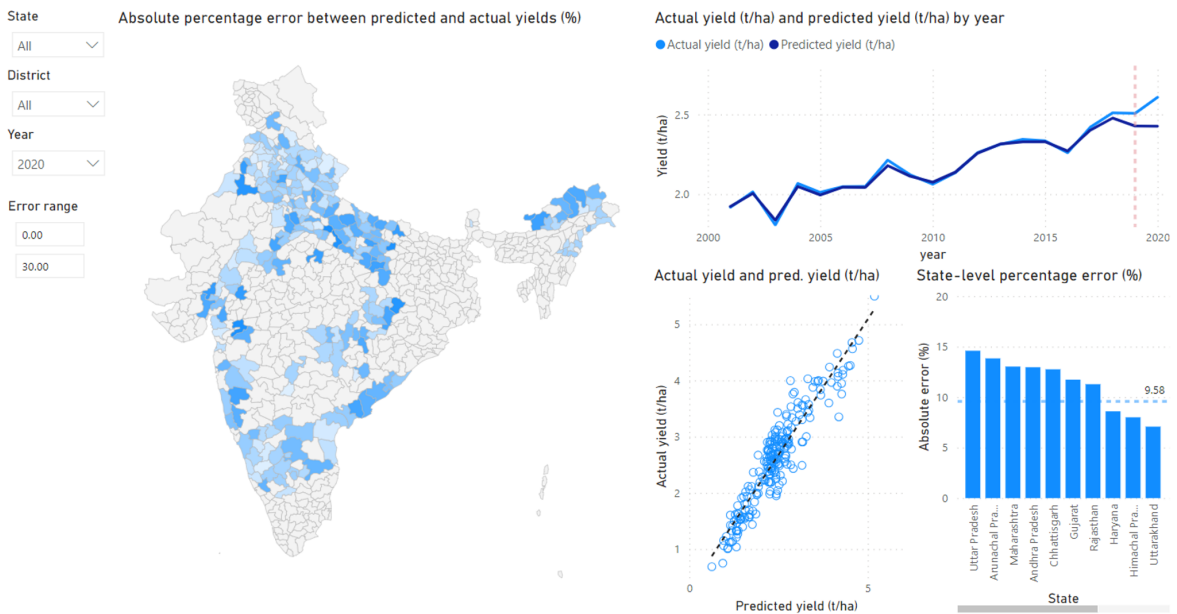 State
All
District
All
Year
2020
Error range
0.00
30.00
Absolute percentage error between predicted and actual yields (%)
Actual yield (t/ha) and predicted yield (t/ha) by year
Actual yield (t/ha) Predicted yield (t/ha)
Yield (t/ha)
2.5
2.0
2000 2005 2010 2015 2020
year
Actual yield and pred. yield (t/ha)
Actual yield (t/ha)
5
4
3
2
1
0 5
Predicted yield (t/ha)
State-level percentage error (%)
Absolute error (%)
20
15
10
5
0
9.58
Uttar Pradesh
Arunachal Pra...
Maharashtra
Andhra Pradesh
Chhattisgarh
Gujarat
Rajasthan
Haryana
Himachal Pra...
Uttarakhand
State